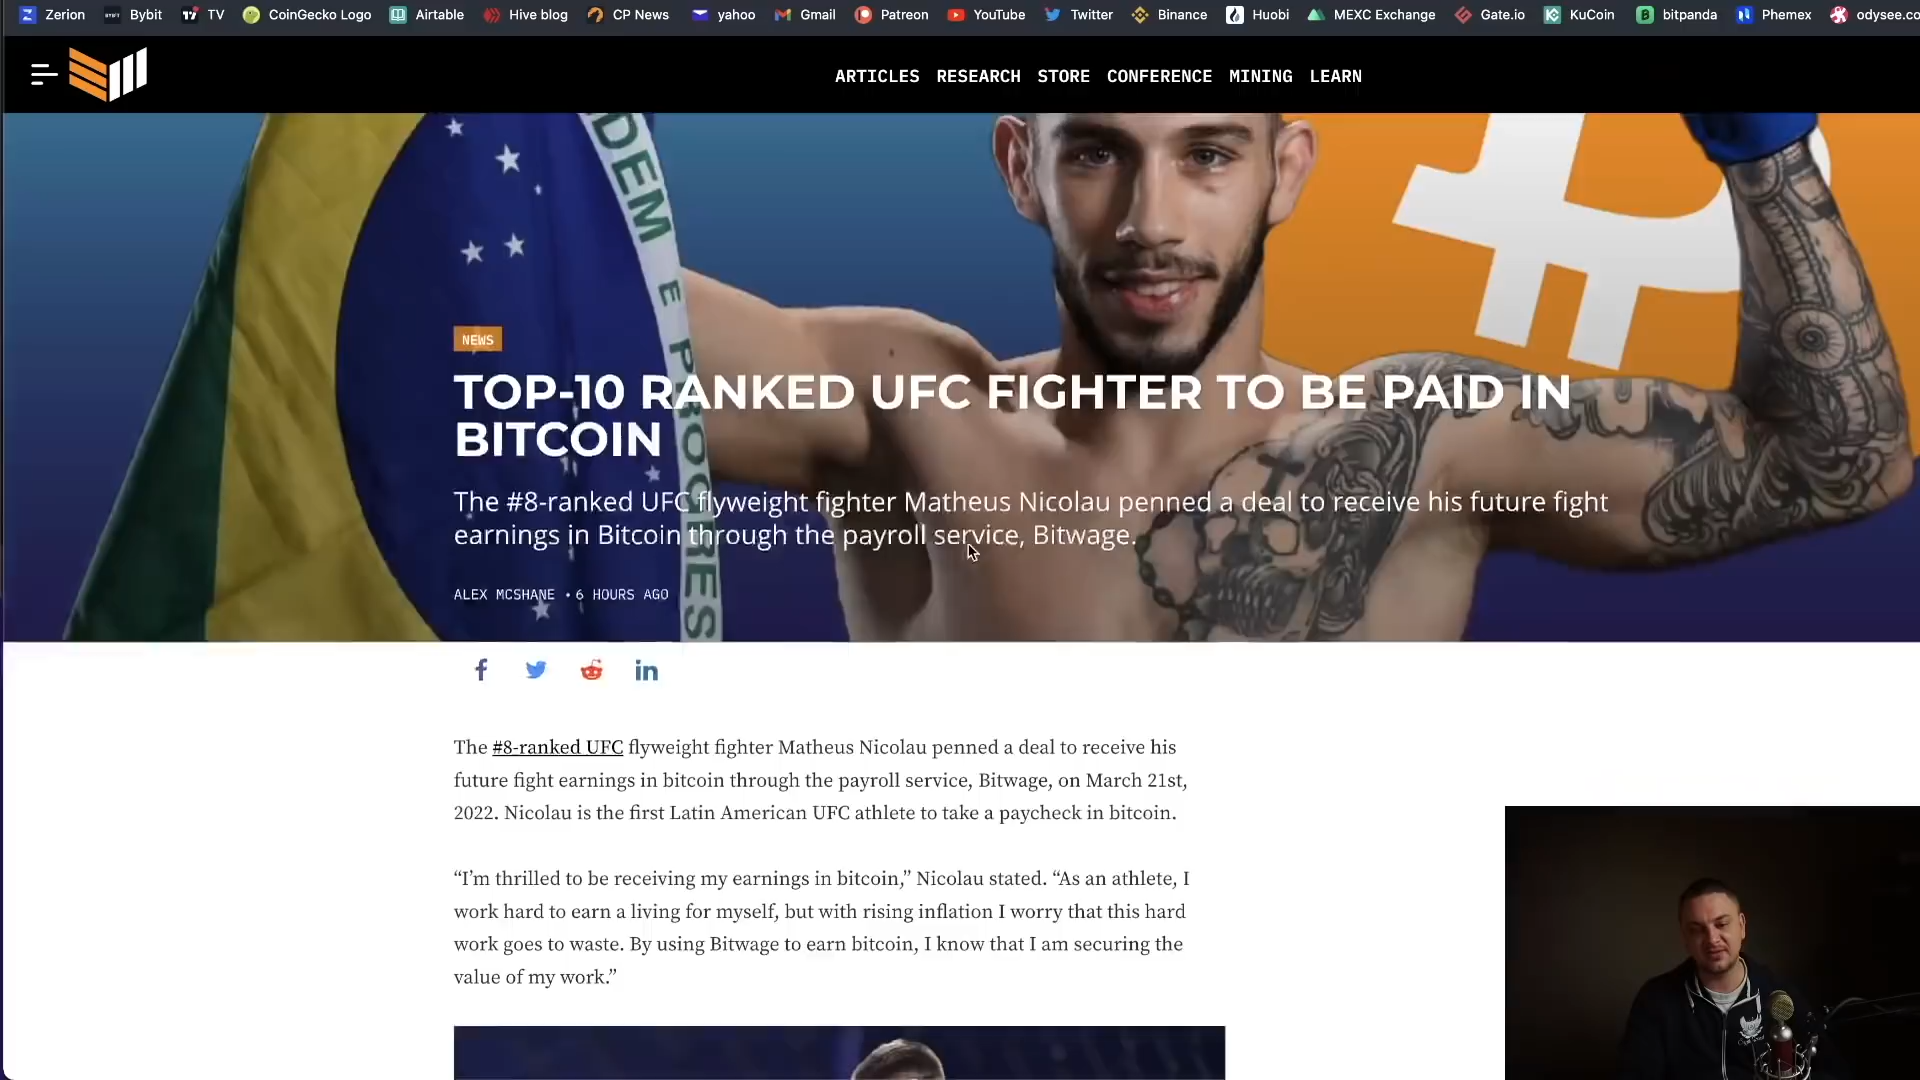 Zerion Bybit TV CoinGecko Logo Airtable Hive blog CP News yahoo Gmail Patreon YouTube Twitter Binance Huobi MEXC Exchange Gate.io KuCoin bitpanda Phemex odysee.co
ARTICLES RESEARCH STORE CONFERENCE MINING LEARN
DEM E PROGRES
NEWS
TOP-10 RANKED UFC FIGHTER TO BE PAID IN
BITCOIN
The #8-ranked UFC flyweight fighter Matheus Nicolau penned a deal to receive his future fight
earnings in Bitcoin through the payroll service, Bitwage.
ALEX MCSHANE • 6 HOURS AGO
The #8-ranked UFC flyweight fighter Matheus Nicolau penned a deal to receive his
future fight earnings in bitcoin through the payroll service, Bitwage, on March 21st,
2022. Nicolau is the first Latin American UFC athlete to take a paycheck in bitcoin.
“I’m thrilled to be receiving my earnings in bitcoin,” Nicolau stated. “As an athlete, I
work hard to earn a living for myself, but with rising inflation I worry that this hard
work goes to waste. By using Bitwage to earn bitcoin, I know that I am securing the
value of my work.”